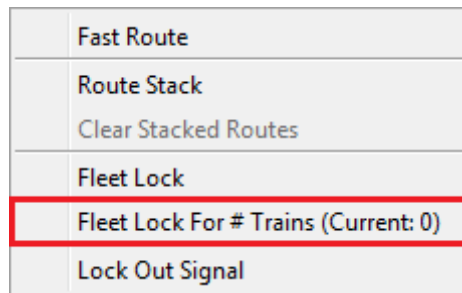 Fast Route
Route Stack
Clear Stacked Routes
Fleet Lock
Fleet Lock For # Trains (Current: 0)
Lock Out Signal